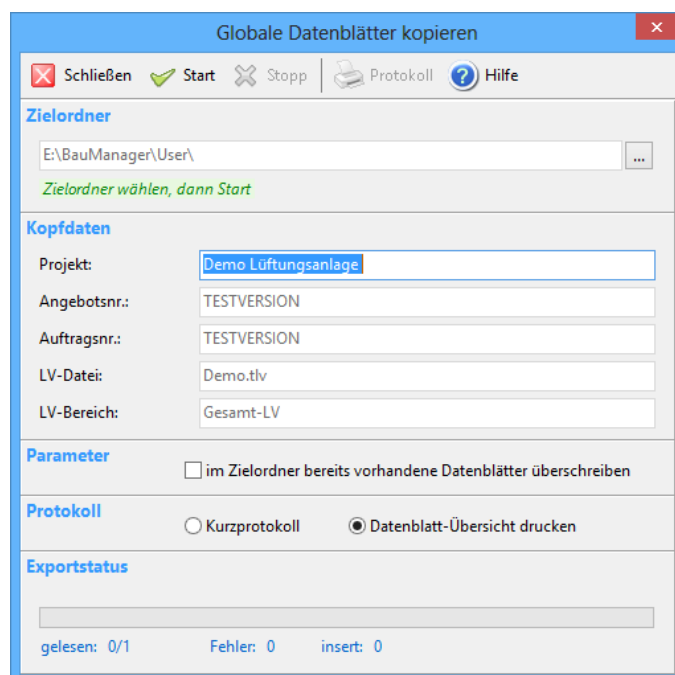 Globale Datenblätter kopieren
Schließen Start Stopp Protokoll Hilfe
Zielordner
E:\BauManager\User\ ...
Zielordner wählen, dann Start
Kopfdaten
Projekt: Demo Lüftungsanlage
Angebotsnr.: TESTVERSION
Auftragsnr.: TESTVERSION
LV-Datei: Demo.tlv
LV-Bereich: Gesamt-LV
Parameter
im Zielordner bereits vorhandene Datenblätter überschreiben
Protokoll
Kurzprotokoll Datenblatt-Übersicht drucken
Exportstatus
gelesen: 0/1 Fehler: 0 insert: 0